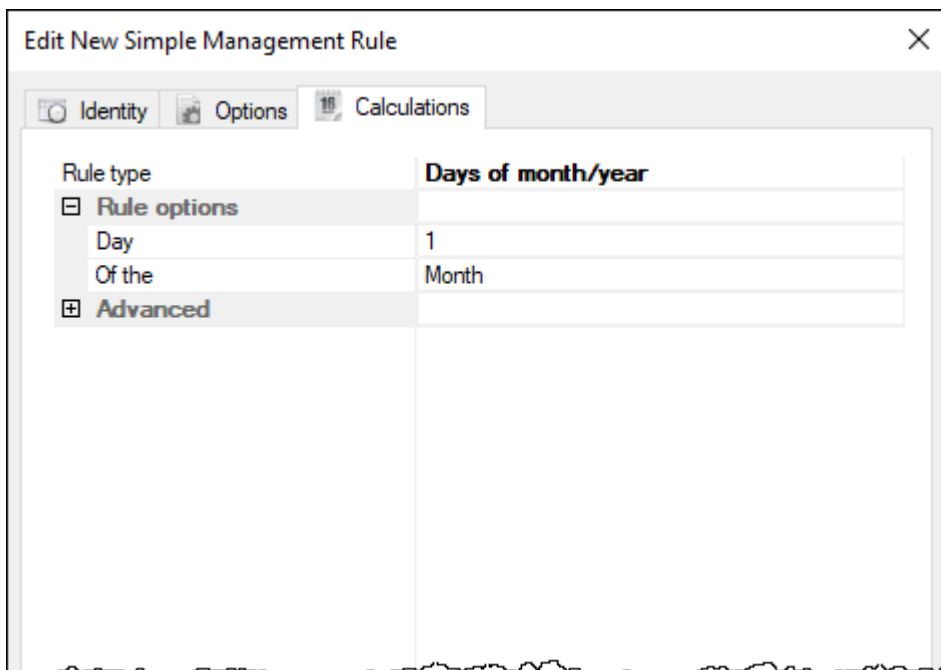 Edit New Simple Management Rule
Identity Options 16 Calculations
Rule type Days of month/year
Rule options
Day 1
Of the Month
Advanced